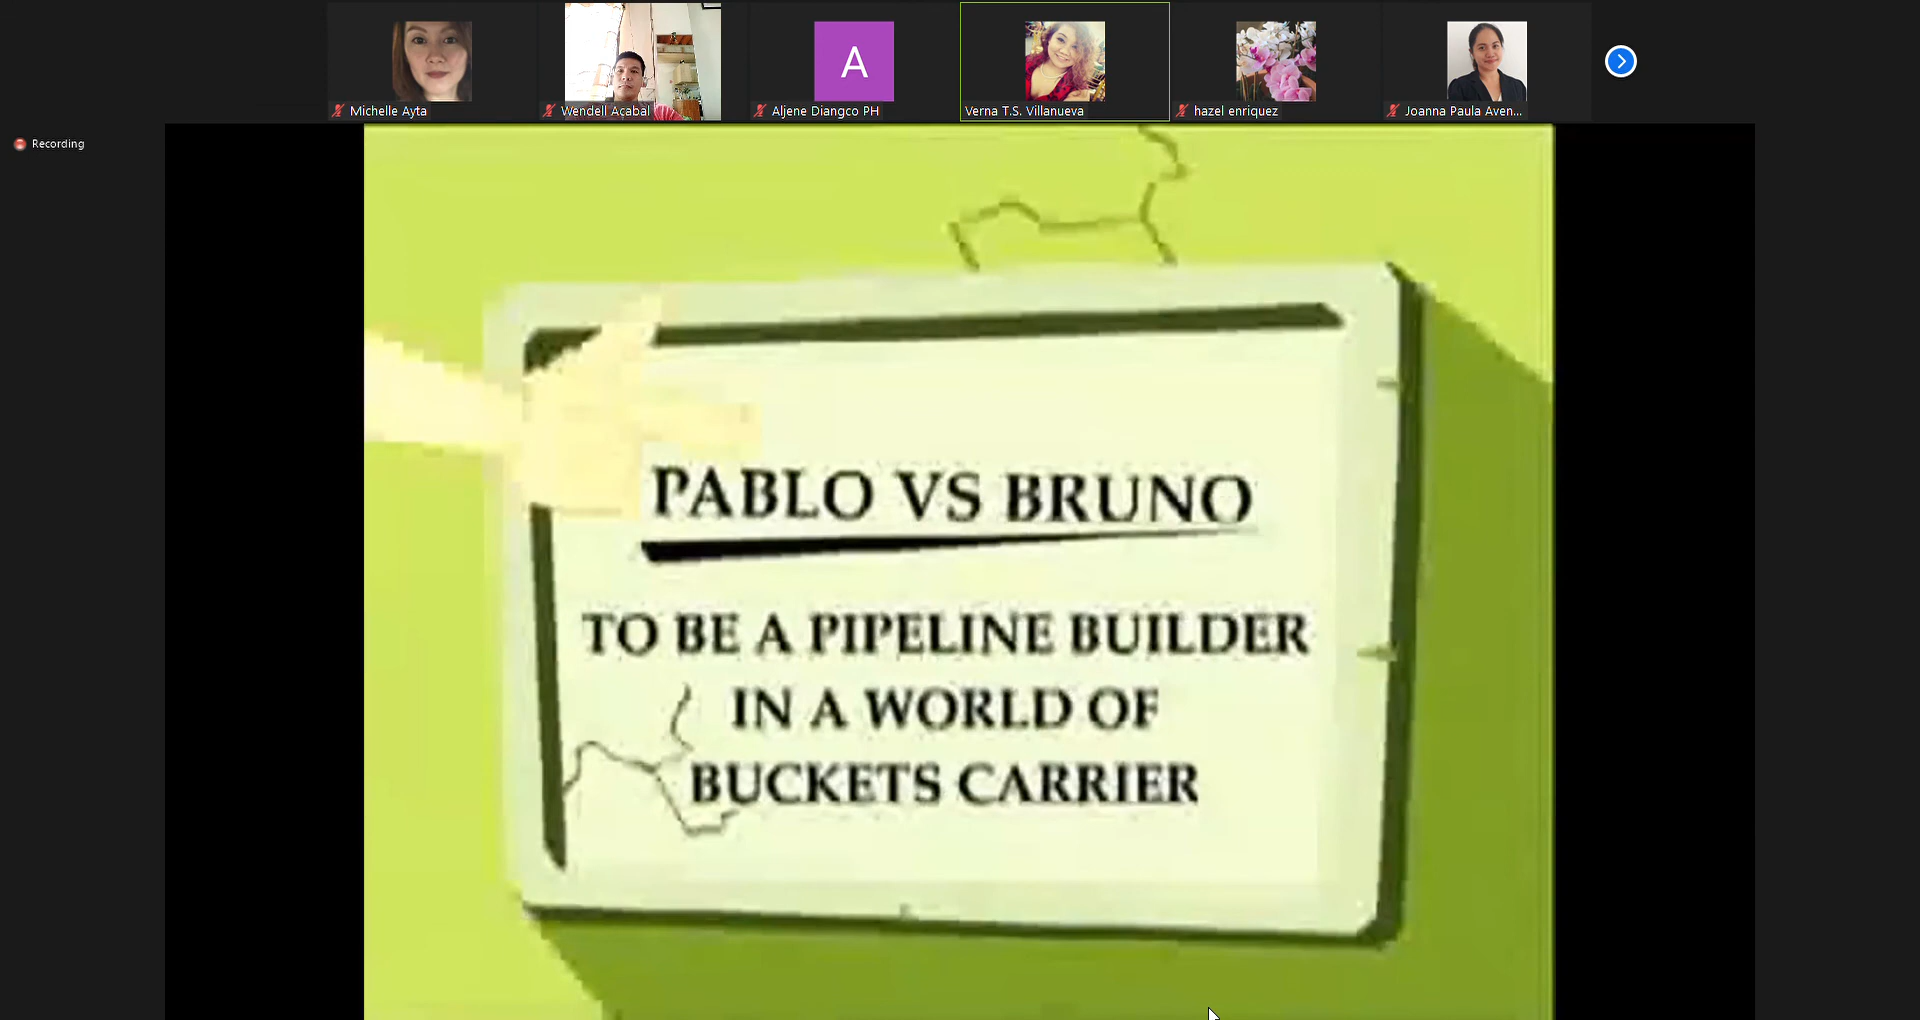 A
Michelle Ayta
Wendell Açabal
Aljene Diangco PH
Verna T.S. Villanueva
hazel enriquez
Joanna Paula Aven...
Recording
PABLO VS BRUNO
TO BE A PIPELINE BUILDER
IN A WORLD OF
BUCKETS CARRIER